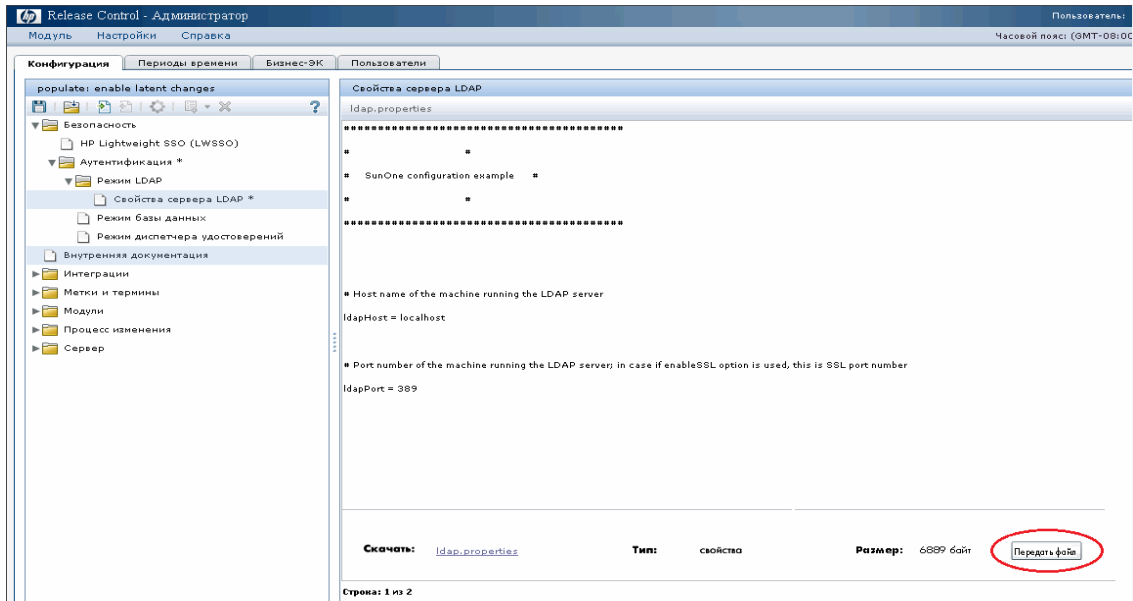 hp Release Control - Администратор
Пользователь:
Модуль Настройки Справка
Часовой пояс: (GMT-08:00
Конфигурация Периоды времени Бизнес-ЭК Пользователи
populate: enable latent changes
?
Безопасность
HP Lightweight SSO (LWSSO)
Аутентификация *
Режим LDAP
Свойства сервера LDAP *
Режим базы данных
Режим диспетчера удостоверений
Внутренняя документация
Интеграции
Метки и термины
Модули
Процесс изменения
Сервер
Свойства сервера LDAP
ldap.properties
##########################################
# #
# SunOne configuration example #
# #
##########################################
# Host name of the machine running the LDAP server
ldapHost = localhost
# Port number of the machine running the LDAP server; in case if enableSSL option is used, this is SSL port number
ldapPort = 389
Скачать: ldap.properties Тип: свойства Размер: 6889 байт Передать файл
Строка: 1 из 2